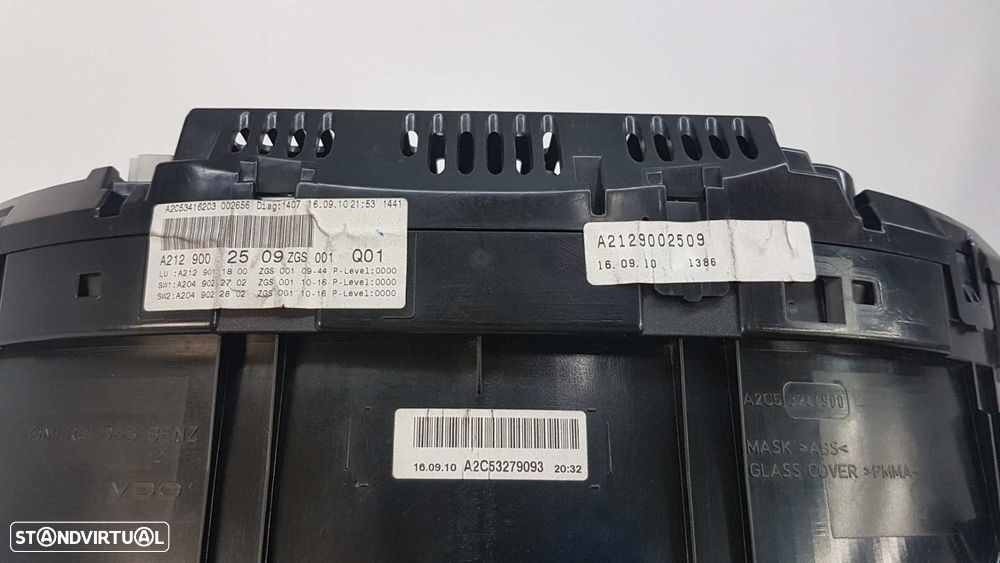 A2C53416203 002656 Diag:1407 16.09.10 21:53 1441
A212 900 25 09 ZGS 001 Q01
LU :A212 901 18 00 ZGS 001 09-44 P-Level:0000
SW1:A204 902 27 02 ZGS 001 10-16 P-Level:0000
SW2:A204 902 28 02 ZGS 001 10-16 P-Level:0000
A2129002509
16.09.10 1386
16.09.10 A2C53279093 20:32
MERCEDES-BENZ
VDO
A2C5
MASK >ABS<
GLASS COVER >PMMA<
STANDVIRTUAL